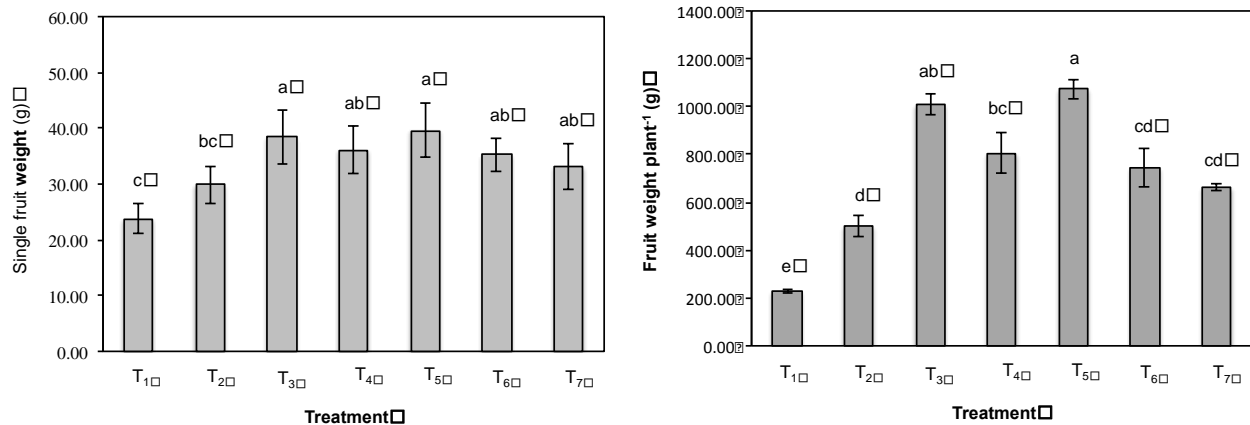 60.00
50.00
40.00
30.00
20.00
10.00
0.00
Single fruit weight (g)□
c□
bc□
a□
ab□
a□
ab□
ab□
T1□ T2□ T3□ T4□ T5□ T6□ T7□
Treatment□
1400.00⍰
1200.00⍰
1000.00⍰
800.00⍰
600.00⍰
400.00⍰
200.00⍰
0.00⍰
Fruit weight plant⁻¹ (g)□
e□
d□
ab□
bc□
a
cd□
cd□
T1□ T2□ T3□ T4□ T5□ T6□ T7□
Treatment□